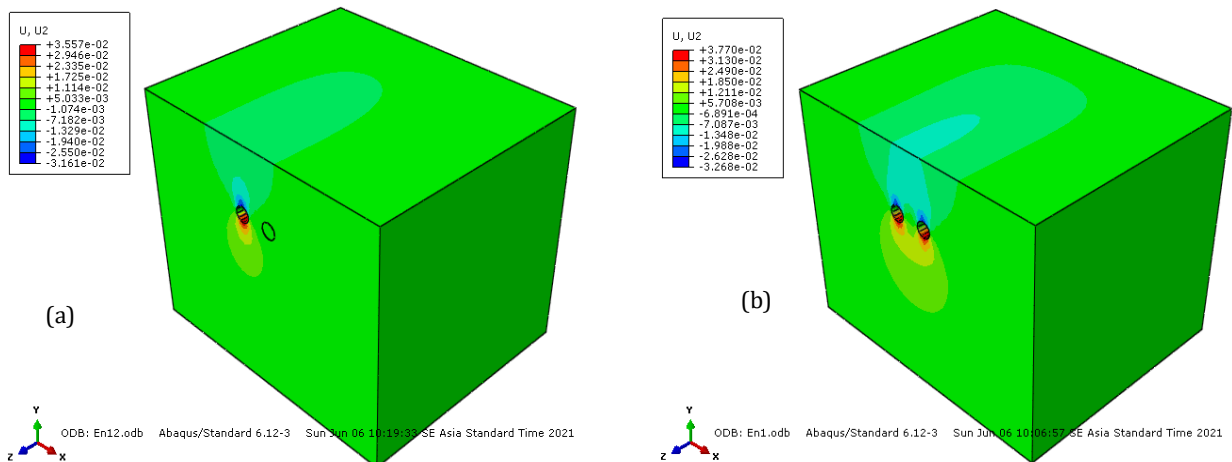 U, U2
+3.557e-02
+2.946e-02
+2.335e-02
+1.725e-02
+1.114e-02
+5.033e-03
-1.074e-03
-7.182e-03
-1.329e-02
-1.940e-02
-2.550e-02
-3.161e-02
(a)
Y
Z
X
ODB: En12.odb Abaqus/Standard 6.12-3 Sun Jun 06 10:19:33 SE Asia Standard Time 2021
U, U2
+3.770e-02
+3.130e-02
+2.490e-02
+1.850e-02
+1.211e-02
+5.708e-03
-6.891e-04
-7.087e-03
-1.348e-02
-1.988e-02
-2.628e-02
-3.268e-02
(b)
Y
Z
X
ODB: En1.odb Abaqus/Standard 6.12-3 Sun Jun 06 10:06:57 SE Asia Standard Time 2021